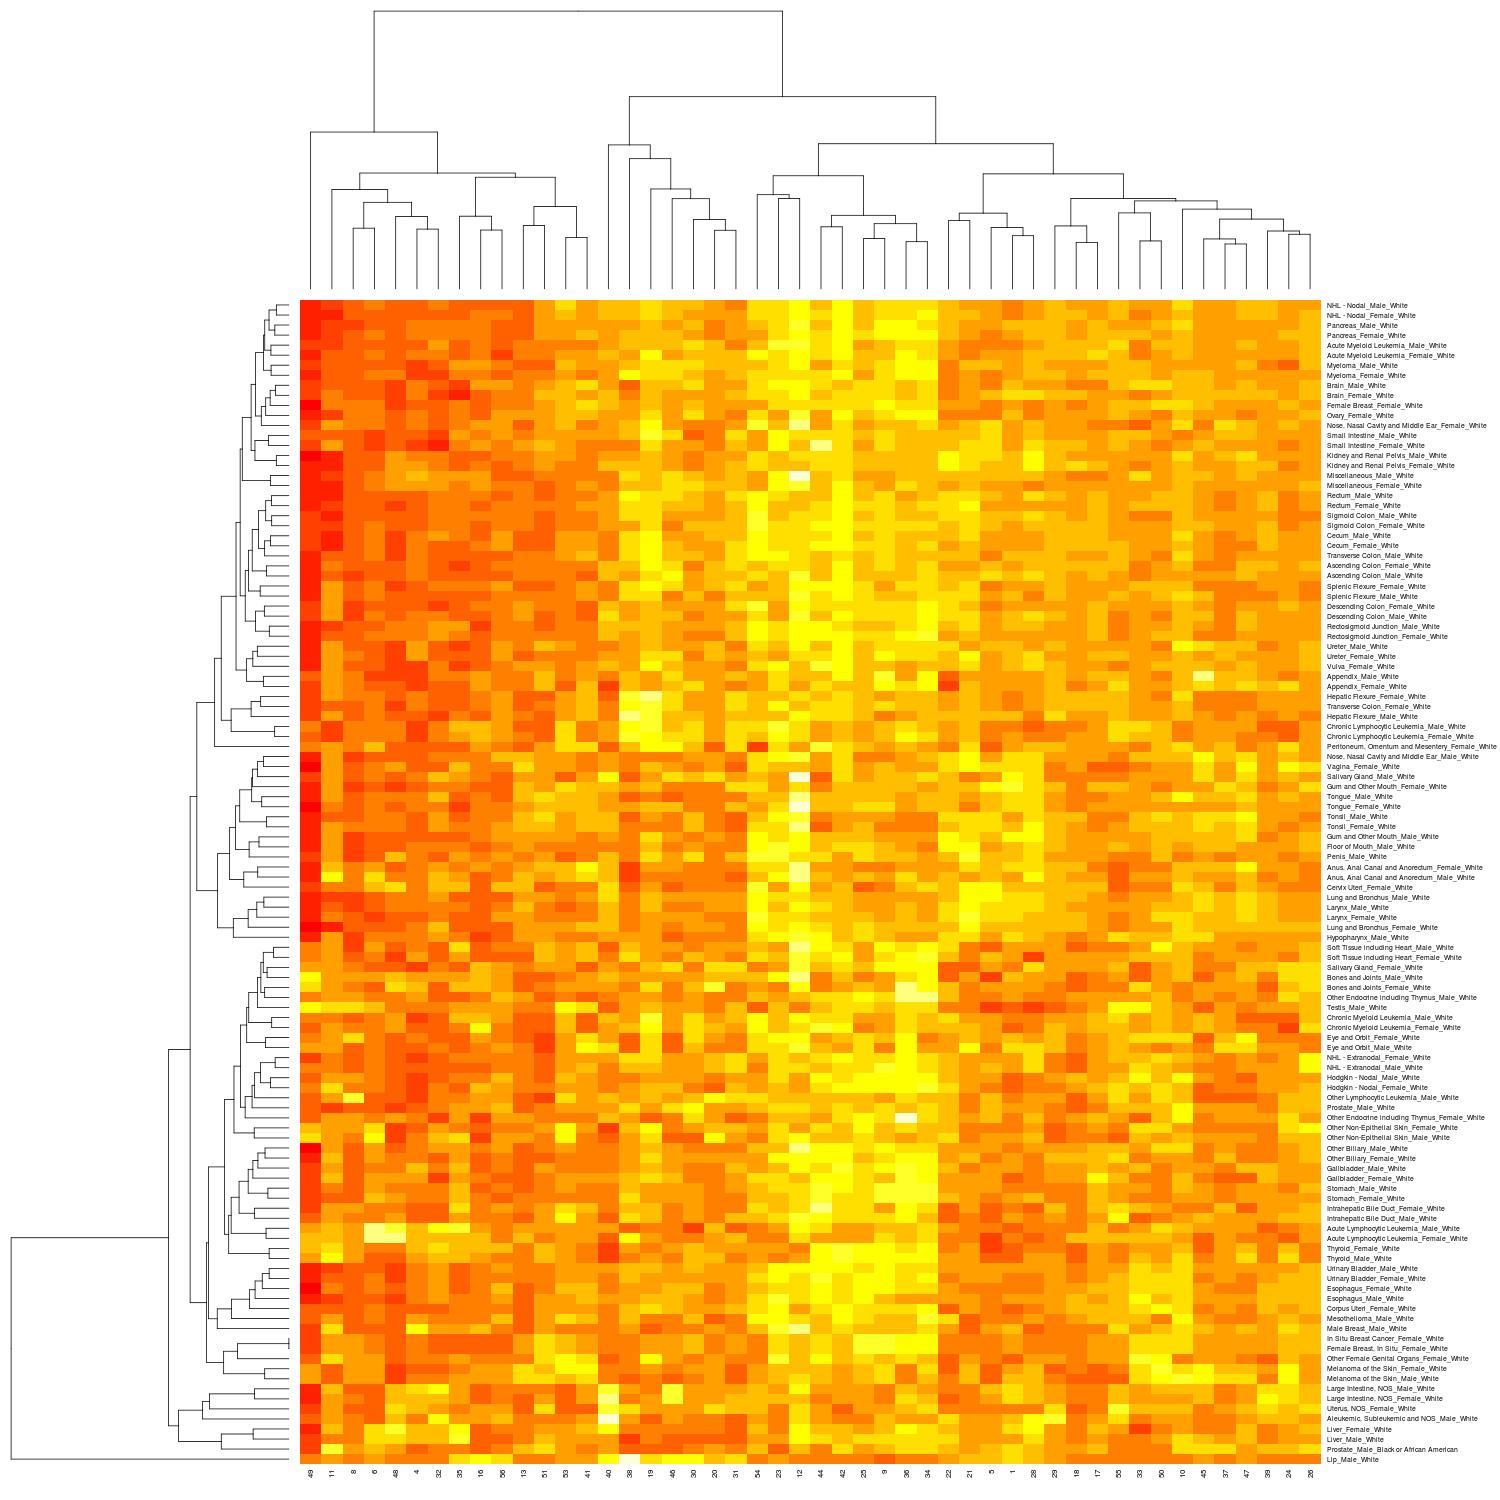 NHL - Nodal_Male_White
NHL - Nodal_Female_White
Pancreas_Male_White
Pancreas_Female_White
Acute Myeloid Leukemia_Male_White
Acute Myeloid Leukemia_Female_White
Myeloma_Male_White
Myeloma_Female_White
Brain_Male_White
Brain_Female_White
Female Breast_Female_White
Ovary_Female_White
Nose, Nasal Cavity and Middle Ear_Female_White
Small Intestine_Male_White
Small Intestine_Female_White
Kidney and Renal Pelvis_Male_White
Kidney and Renal Pelvis_Female_White
Miscellaneous_Male_White
Miscellaneous_Female_White
Rectum_Male_White
Rectum_Female_White
Sigmoid Colon_Male_White
Sigmoid Colon_Female_White
Cecum_Male_White
Cecum_Female_White
Transverse Colon_Male_White
Ascending Colon_Female_White
Ascending Colon_Male_White
Splenic Flexure_Female_White
Splenic Flexure_Male_White
Descending Colon_Female_White
Descending Colon_Male_White
Rectosigmoid Junction_Male_White
Rectosigmoid Junction_Female_White
Ureter_Male_White
Ureter_Female_White
Vulva_Female_White
Appendix_Male_White
Appendix_Female_White
Hepatic Flexure_Female_White
Transverse Colon_Female_White
Hepatic Flexure_Male_White
Chronic Lymphocytic Leukemia_Male_White
Chronic Lymphocytic Leukemia_Female_White
Peritoneum, Omentum and Mesentery_Female_White
Nose, Nasal Cavity and Middle Ear_Male_White
Vagina_Female_White
Salivary Gland_Male_White
Gum and Other Mouth_Female_White
Tongue_Male_White
Tongue_Female_White
Tonsil_Male_White
Tonsil_Female_White
Gum and Other Mouth_Male_White
Floor of Mouth_Male_White
Penis_Male_White
Anus, Anal Canal and Anorectum_Female_White
Anus, Anal Canal and Anorectum_Male_White
Cervix Uteri_Female_White
Lung and Bronchus_Male_White
Larynx_Male_White
Larynx_Female_White
Lung and Bronchus_Female_White
Hypopharynx_Male_White
Soft Tissue including Heart_Male_White
Soft Tissue including Heart_Female_White
Salivary Gland_Female_White
Bones and Joints_Male_White
Bones and Joints_Female_White
Other Endocrine including Thymus_Male_White
Testis_Male_White
Chronic Myeloid Leukemia_Male_White
Chronic Myeloid Leukemia_Female_White
Eye and Orbit_Female_White
Eye and Orbit_Male_White
NHL - Extranodal_Female_White
NHL - Extranodal_Male_White
Hodgkin - Nodal_Male_White
Hodgkin - Nodal_Female_White
Other Lymphocytic Leukemia_Male_White
Prostate_Male_White
Other Endocrine including Thymus_Female_White
Other Non-Epithelial Skin_Female_White
Other Non-Epithelial Skin_Male_White
Other Biliary_Male_White
Other Biliary_Female_White
Gallbladder_Male_White
Gallbladder_Female_White
Stomach_Male_White
Stomach_Female_White
Intrahepatic Bile Duct_Female_White
Intrahepatic Bile Duct_Male_White
Acute Lymphocytic Leukemia_Male_White
Acute Lymphocytic Leukemia_Female_White
Thyroid_Female_White
Thyroid_Male_White
Urinary Bladder_Male_White
Urinary Bladder_Female_White
Esophagus_Female_White
Esophagus_Male_White
Corpus Uteri_Female_White
Mesothelioma_Male_White
Male Breast_Male_White
In Situ Breast Cancer_Female_White
Female Breast, In Situ_Female_White
Other Female Genital Organs_Female_White
Melanoma of the Skin_Female_White
Melanoma of the Skin_Male_White
Large Intestine, NOS_Male_White
Large Intestine, NOS_Female_White
Uterus, NOS_Female_White
Aleukemic, Subleukemic and NOS_Male_White
Liver_Female_White
Liver_Male_White
Prostate_Male_Black or African American
Lip_Male_White
49 11 8 6 48 4 32 35 16 56 13 51 53 41 40 38 19 46 30 20 31 54 23 12 44 42 25 9 36 34 22 21 5 1 28 29 18 17 55 33 50 10 45 37 47 39 24 26